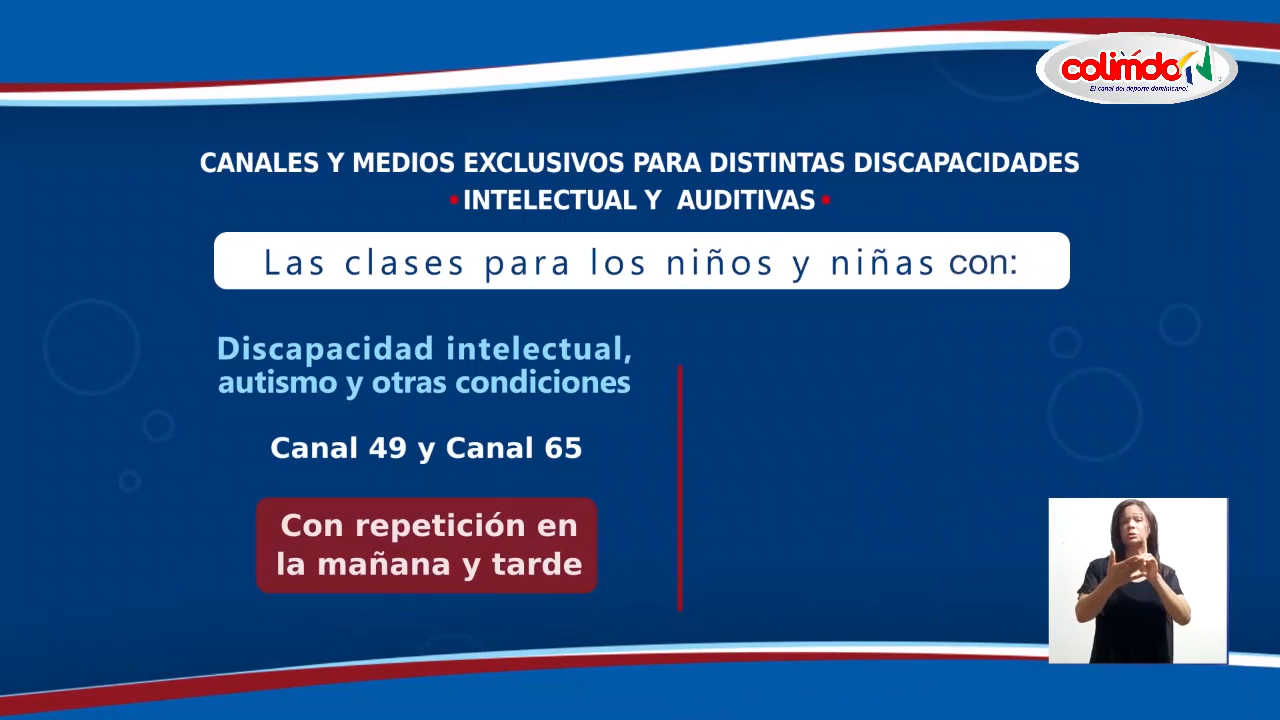 colimdo
El canal del deporte dominicano!
CANALES Y MEDIOS EXCLUSIVOS PARA DISTINTAS DISCAPACIDADES
• INTELECTUAL Y AUDITIVAS •
Las clases para los niños y niñas con:
Discapacidad intelectual,
autismo y otras condiciones
Canal 49 y Canal 65
Con repetición en
la mañana y tarde